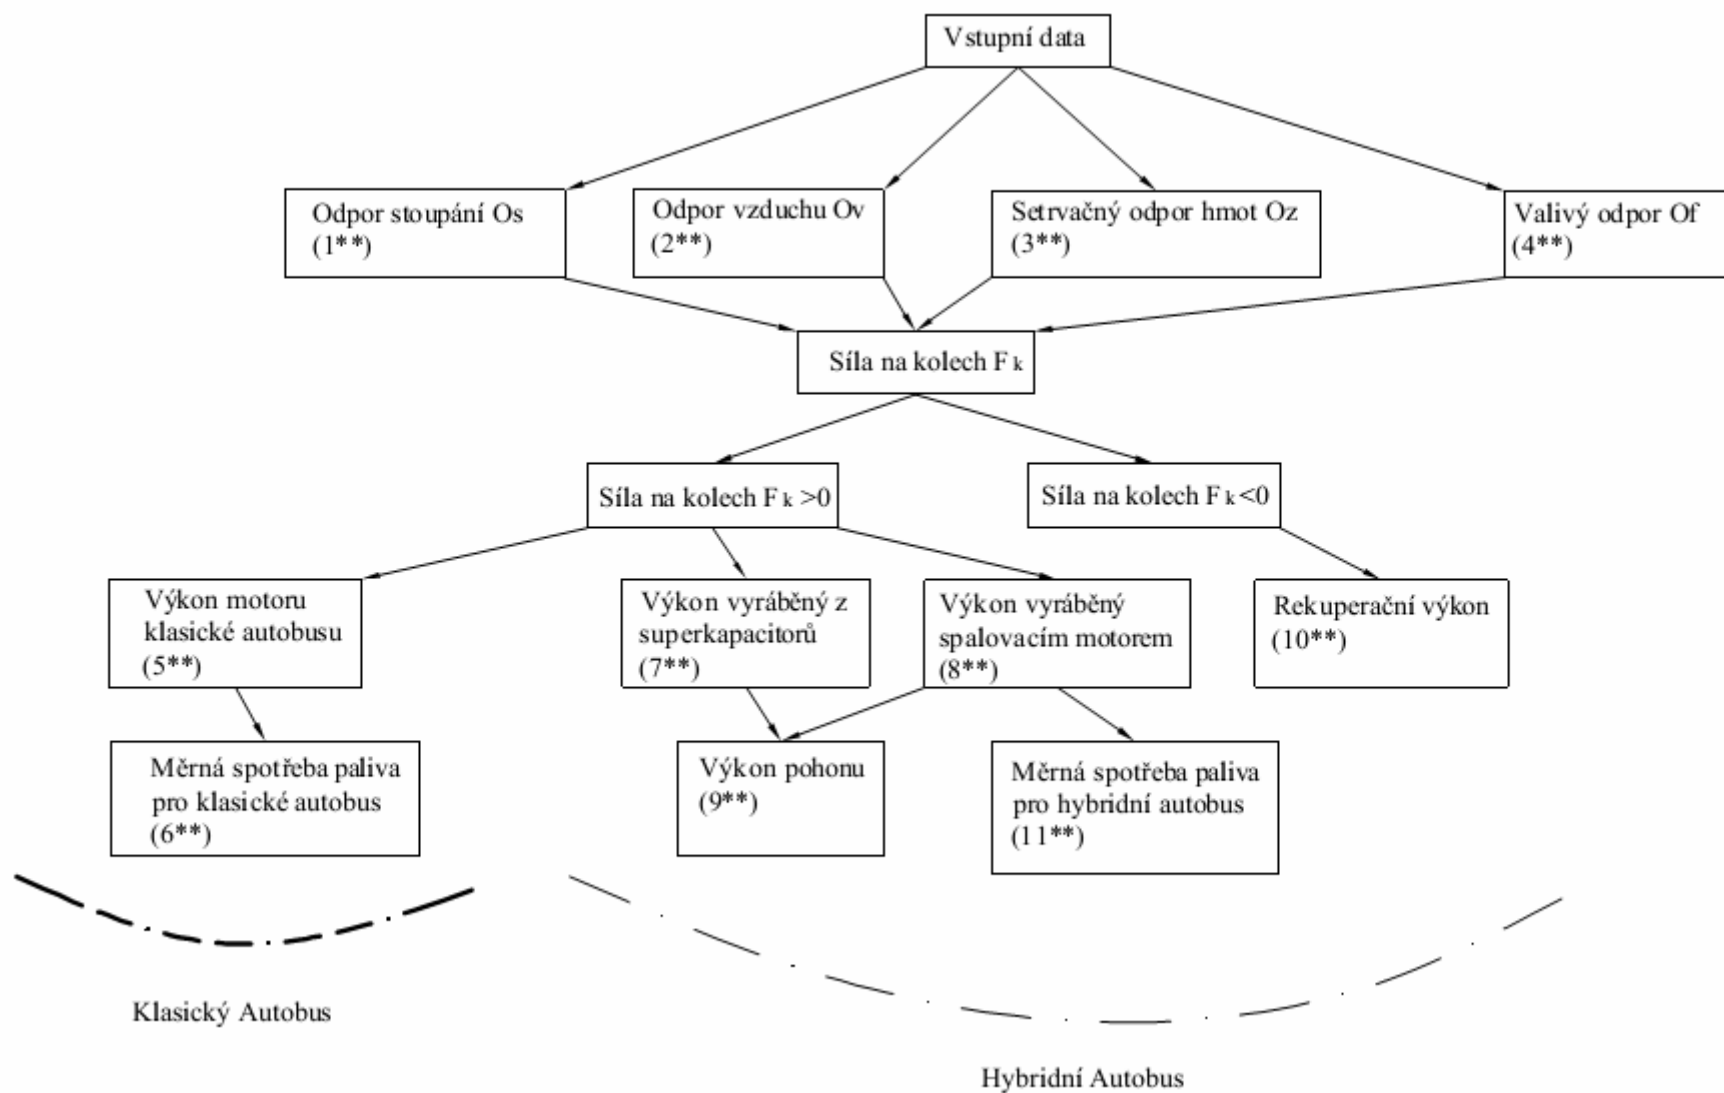 Vstupní data
Odpor stoupání Os
(1**)
Odpor vzduchu Ov
(2**)
Setrvačný odpor hmot Oz
(3**)
Valivý odpor Of
(4**)
Síla na kolech F k
Síla na kolech F k >0
Síla na kolech F k <0
Výkon motoru
klasické autobusu
(5**)
Výkon vyráběný z
superkapacitorů
(7**)
Výkon vyráběný
spalovacím motorem
(8**)
Rekuperační výkon
(10**)
Měrná spotřeba paliva
pro klasické autobus
(6**)
Výkon pohonu
(9**)
Měrná spotřeba paliva
pro hybridní autobus
(11**)
Klasický Autobus
Hybridní Autobus